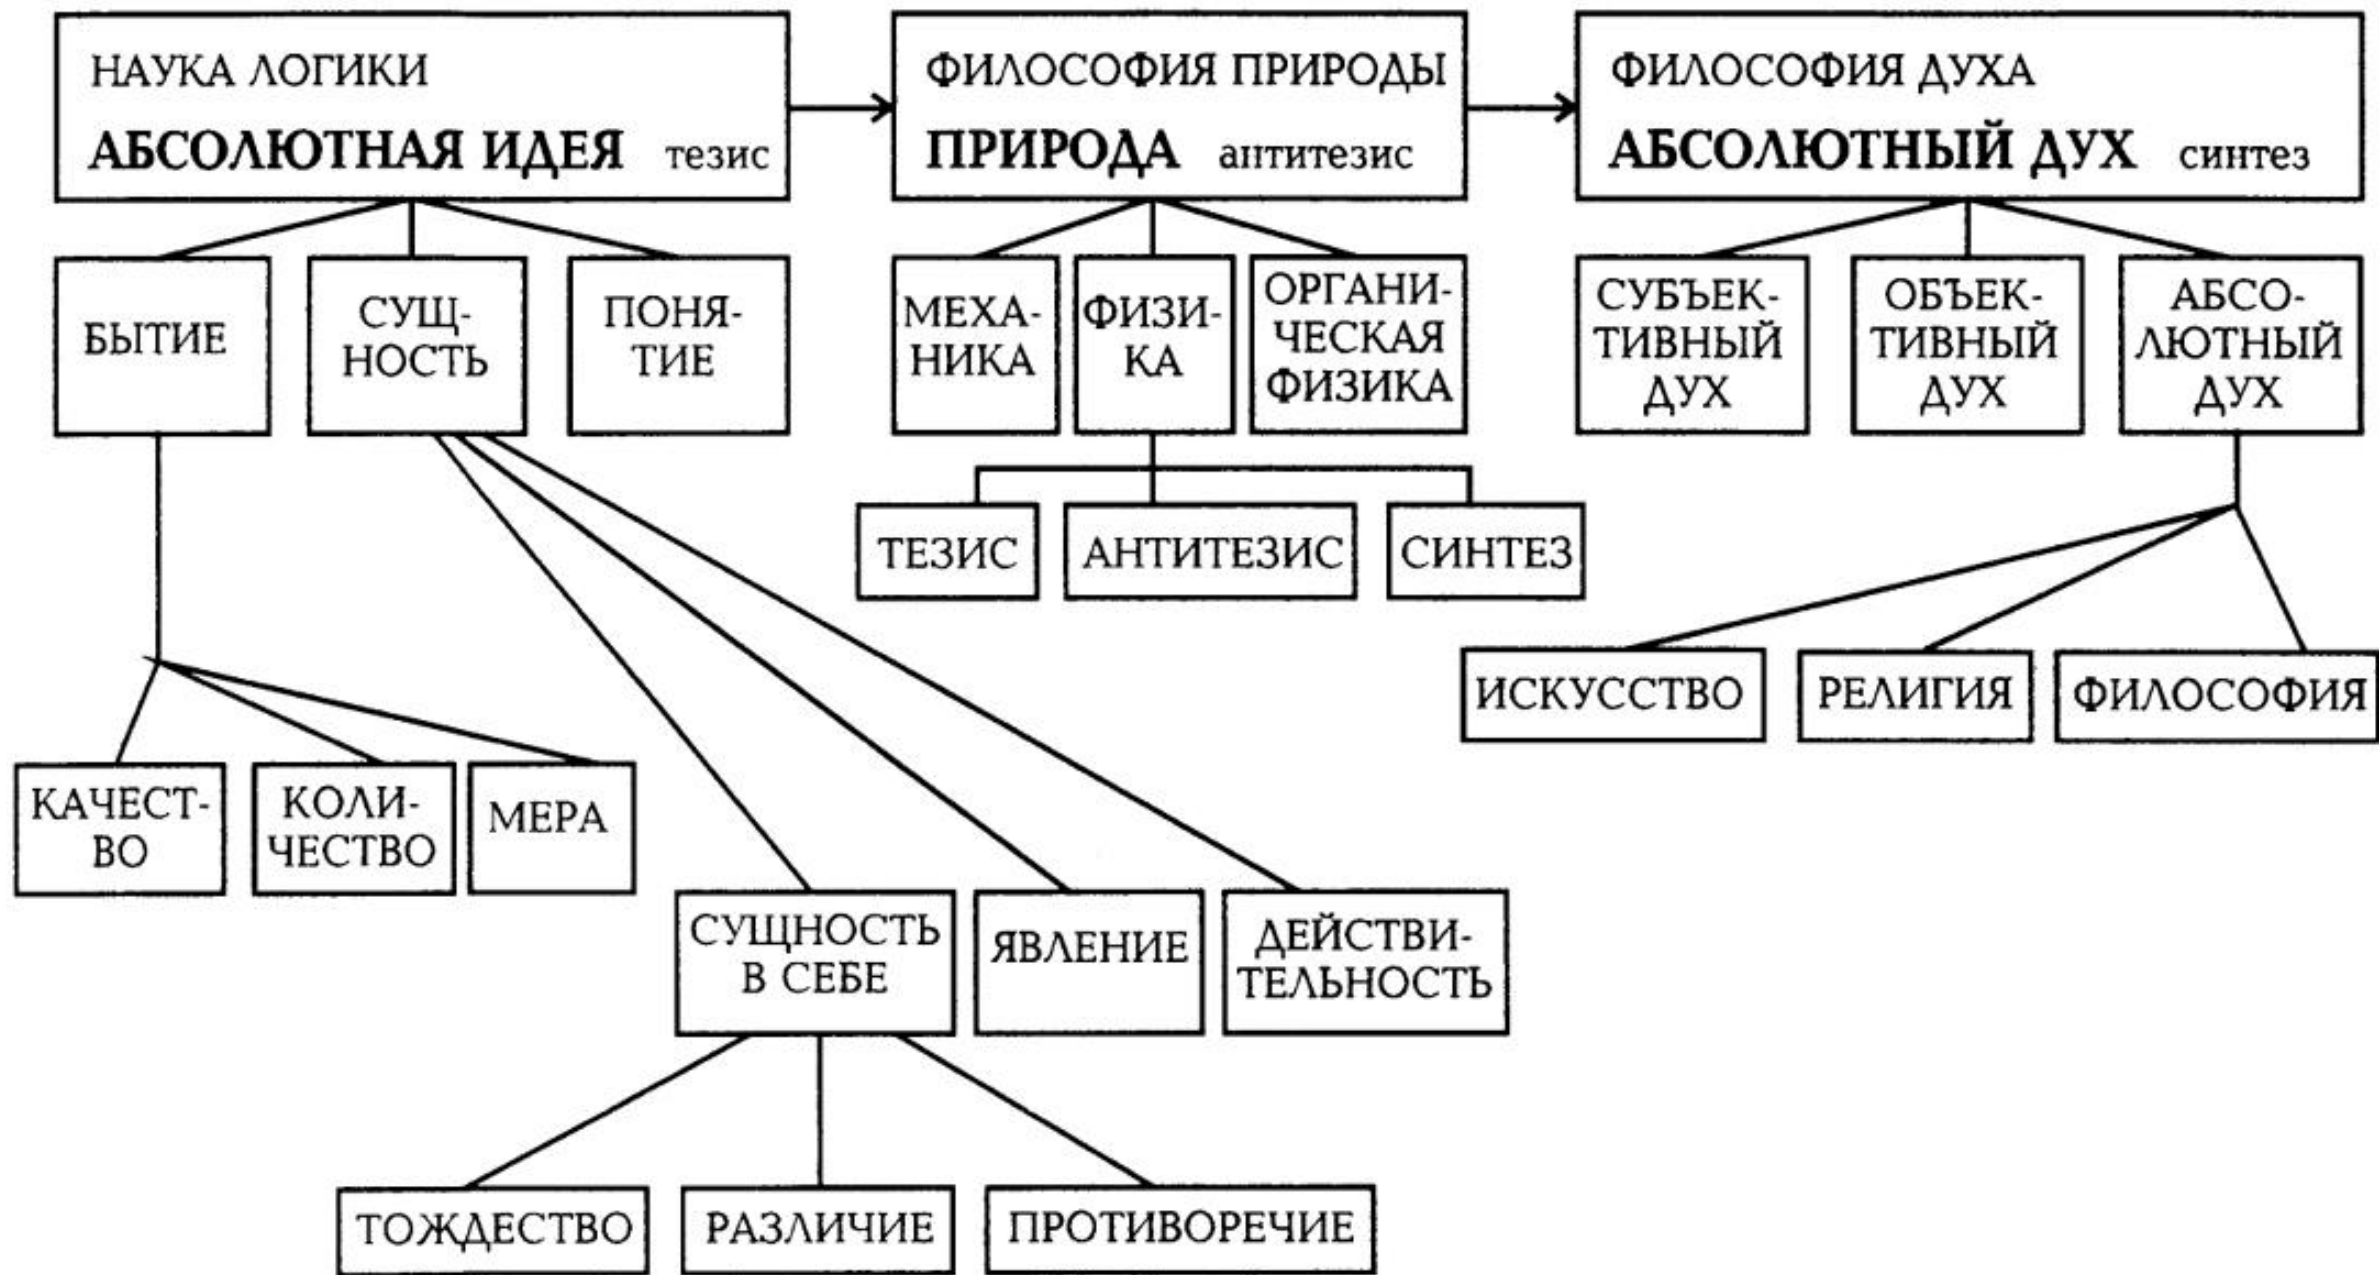 НАУКА ЛОГИКИ
АБСОЛЮТНАЯ ИДЕЯ тезис
ФИЛОСОФИЯ ПРИРОДЫ
ПРИРОДА антитезис
ФИЛОСОФИЯ ДУХА
АБСОЛЮТНЫЙ ДУХ синтез
БЫТИЕ
СУЩ-
НОСТЬ
ПОНЯ-
ТИЕ
МЕХА-
НИКА
ФИЗИ-
КА
ОРГАНИ-
ЧЕСКАЯ
ФИЗИКА
СУБЪЕК-
ТИВНЫЙ
ДУХ
ОБЪЕК-
ТИВНЫЙ
ДУХ
АБСО-
ЛЮТНЫЙ
ДУХ
ТЕЗИС
АНТИТЕЗИС
СИНТЕЗ
ИСКУССТВО
РЕЛИГИЯ
ФИЛОСОФИЯ
КАЧЕСТ-
ВО
КОЛИ-
ЧЕСТВО
МЕРА
СУЩНОСТЬ
В СЕБЕ
ЯВЛЕНИЕ
ДЕЙСТВИ-
ТЕЛЬНОСТЬ
ТОЖДЕСТВО
РАЗЛИЧИЕ
ПРОТИВОРЕЧИЕ